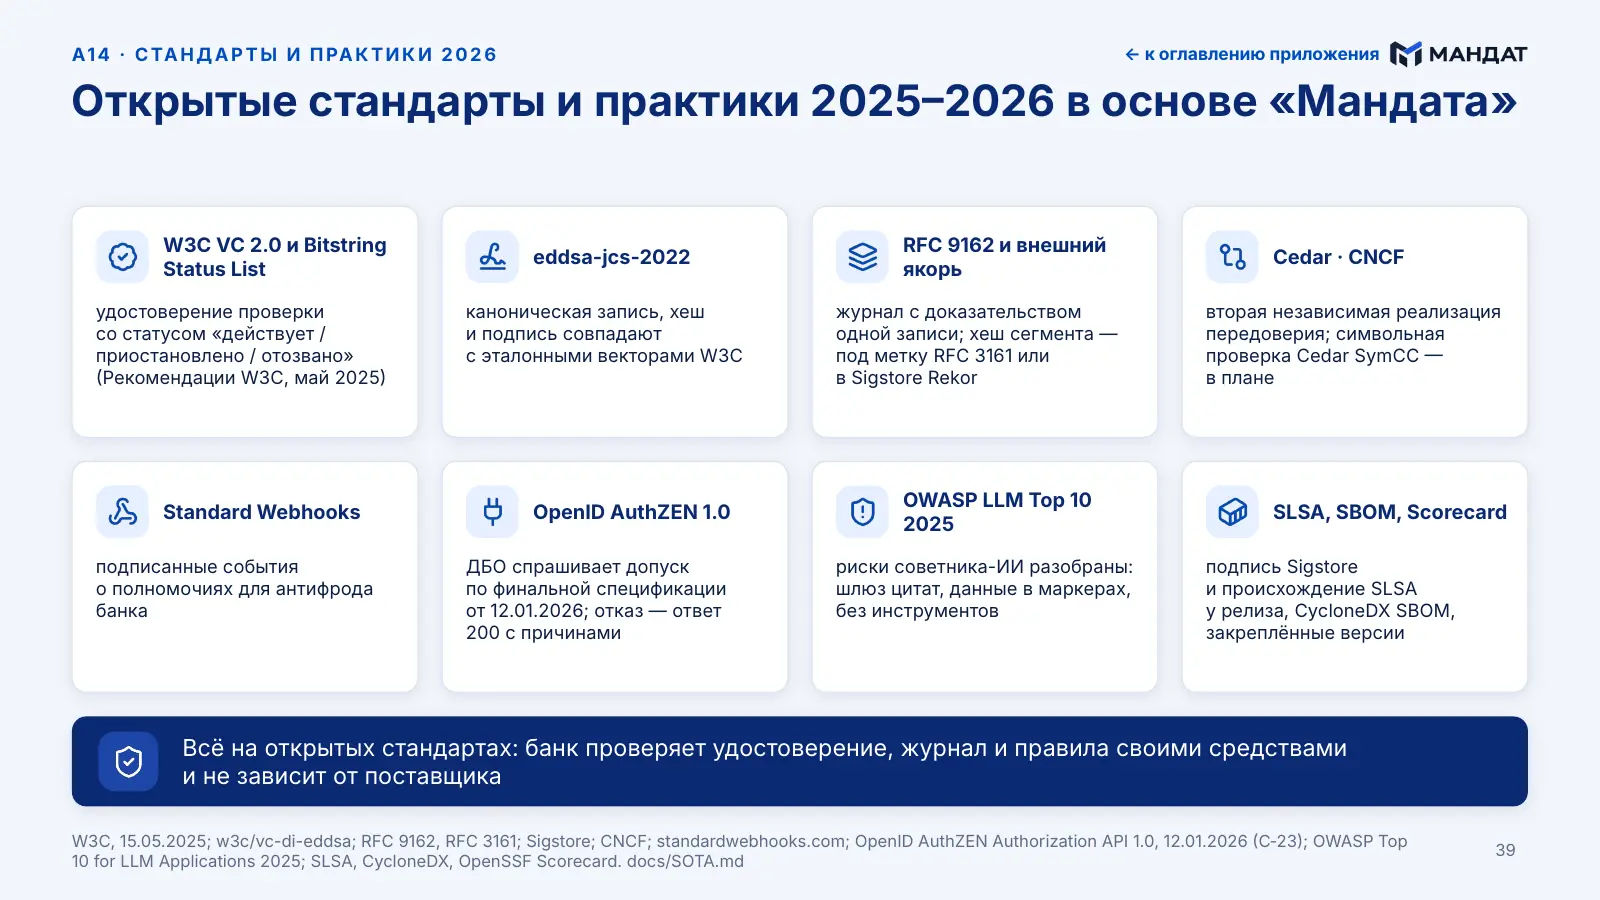 А14 · СТАНДАРТЫ И ПРАКТИКИ 2026
← к оглавлению приложения
МАНДАТ
Открытые стандарты и практики 2025–2026 в основе «Мандата»
W3C VC 2.0 и Bitstring
Status List
удостоверение проверки
со статусом «действует /
приостановлено / отозвано»
(Рекомендации W3C, май 2025)
eddsa-jcs-2022
каноническая запись, хеш
и подпись совпадают
с эталонными векторами W3C
RFC 9162 и внешний
якорь
журнал с доказательством
одной записи; хеш сегмента —
под метку RFC 3161 или
в Sigstore Rekor
Cedar · CNCF
вторая независимая реализация
передоверия; символьная
проверка Cedar SymCC —
в плане
Standard Webhooks
подписанные события
о полномочиях для антифрода
банка
OpenID AuthZEN 1.0
ДБО спрашивает допуск
по финальной спецификации
от 12.01.2026; отказ — ответ
200 с причинами
OWASP LLM Top 10
2025
риски советника-ИИ разобраны:
шлюз цитат, данные в маркерах,
без инструментов
SLSA, SBOM, Scorecard
подпись Sigstore
и происхождение SLSA
у релиза, CycloneDX SBOM,
закреплённые версии
Всё на открытых стандартах: банк проверяет удостоверение, журнал и правила своими средствами
и не зависит от поставщика
W3C, 15.05.2025; w3c/vc-di-eddsa; RFC 9162, RFC 3161; Sigstore; CNCF; standardwebhooks.com; OpenID AuthZEN Authorization API 1.0, 12.01.2026 (С-23); OWASP Top
10 for LLM Applications 2025; SLSA, CycloneDX, OpenSSF Scorecard. docs/SOTA.md
39